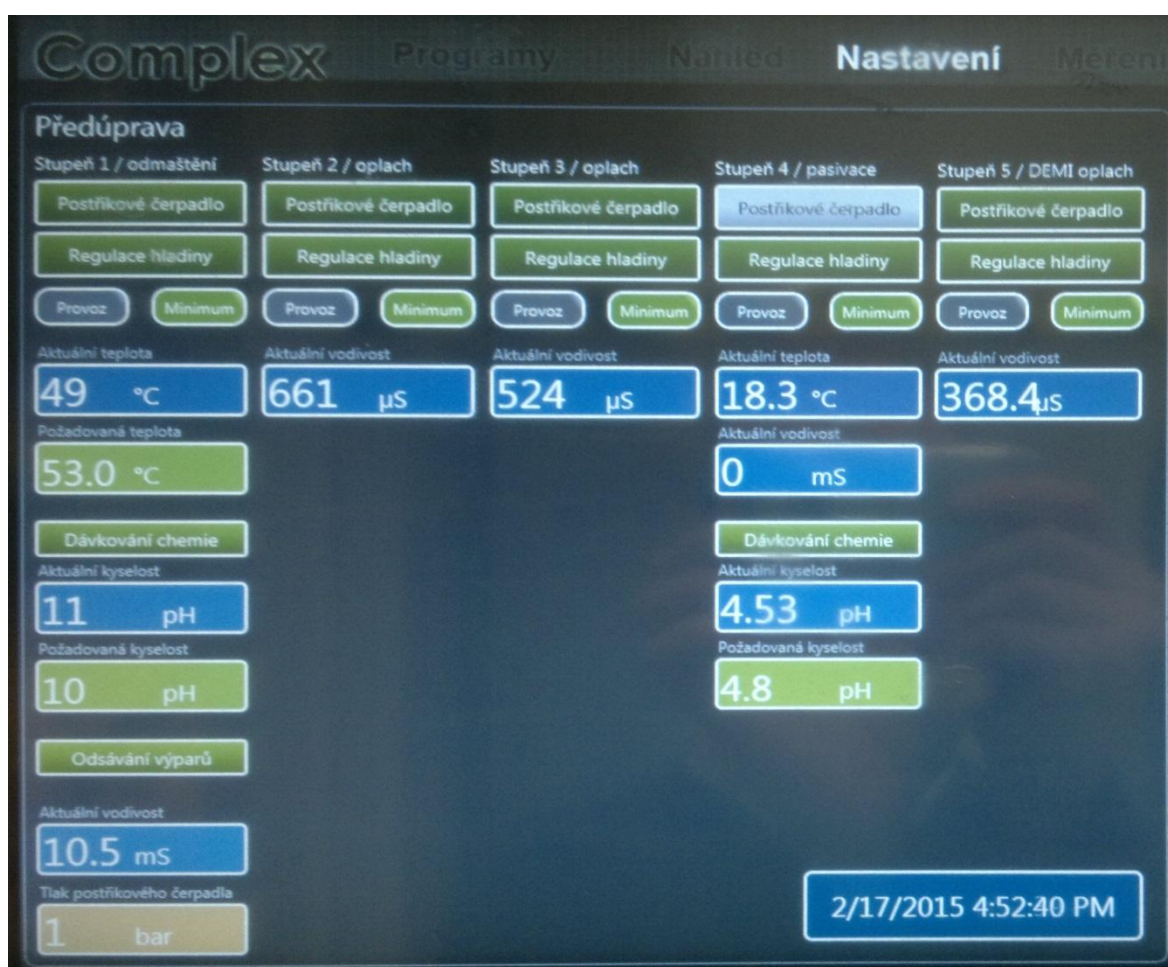 Complex Programy Náhled Nastavení Měření
Předúprava
Stupeň 1 / odmaštění Stupeň 2 / oplach Stupeň 3 / oplach Stupeň 4 / pasivace Stupeň 5 / DEMI oplach
Postřikové čerpadlo Postřikové čerpadlo Postřikové čerpadlo Postřikové čerpadlo Postřikové čerpadlo
Regulace hladiny Regulace hladiny Regulace hladiny Regulace hladiny Regulace hladiny
Provoz Minimum Provoz Minimum Provoz Minimum Provoz Minimum Provoz Minimum
Aktuální teplota Aktuální vodivost Aktuální vodivost Aktuální teplota Aktuální vodivost
49 °C 661 µS 524 µS 18.3 °C 368.4µS
Požadovaná teplota Aktuální vodivost
53.0 °C 0 mS
Dávkování chemie Dávkování chemie
Aktuální kyselost Aktuální kyselost
11 pH 4.53 pH
Požadovaná kyselost Požadovaná kyselost
10 pH 4.8 pH
Odsávání výparů
Aktuální vodivost
10.5 mS
Tlak postřikového čerpadla
1 bar
2/17/2015 4:52:40 PM